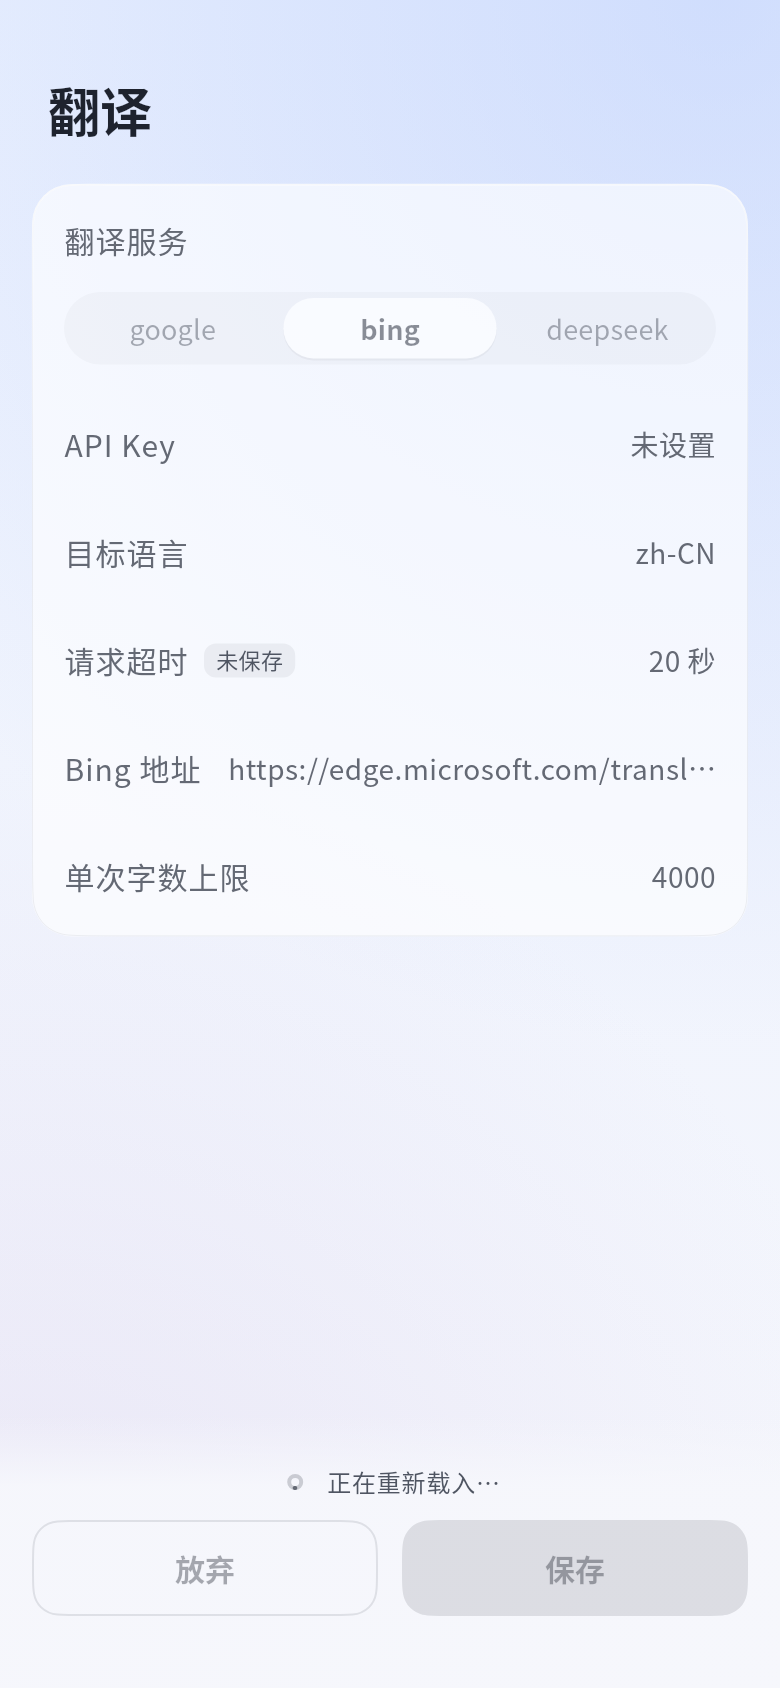 翻译
翻译服务
google bing deepseek
API Key 未设置
目标语言 zh-CN
请求超时 未保存 20 秒
Bing 地址 https://edge.microsoft.com/transl…
单次字数上限 4000
正在重新载入…
放弃 保存